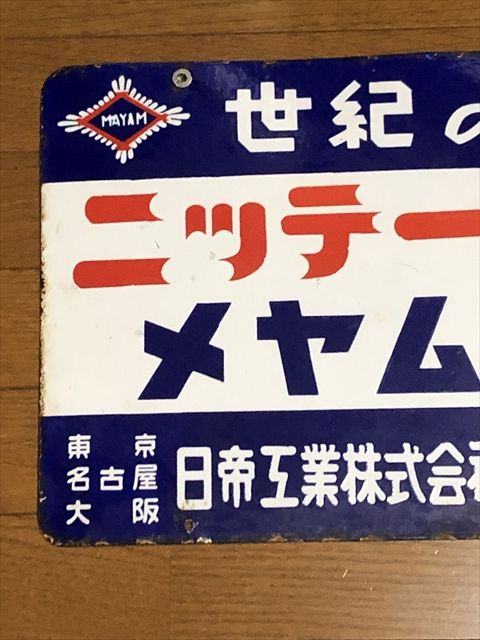 MAYAM
世紀の
ニッテー
メヤム
東京
名古屋
大阪
日帝工業株式会